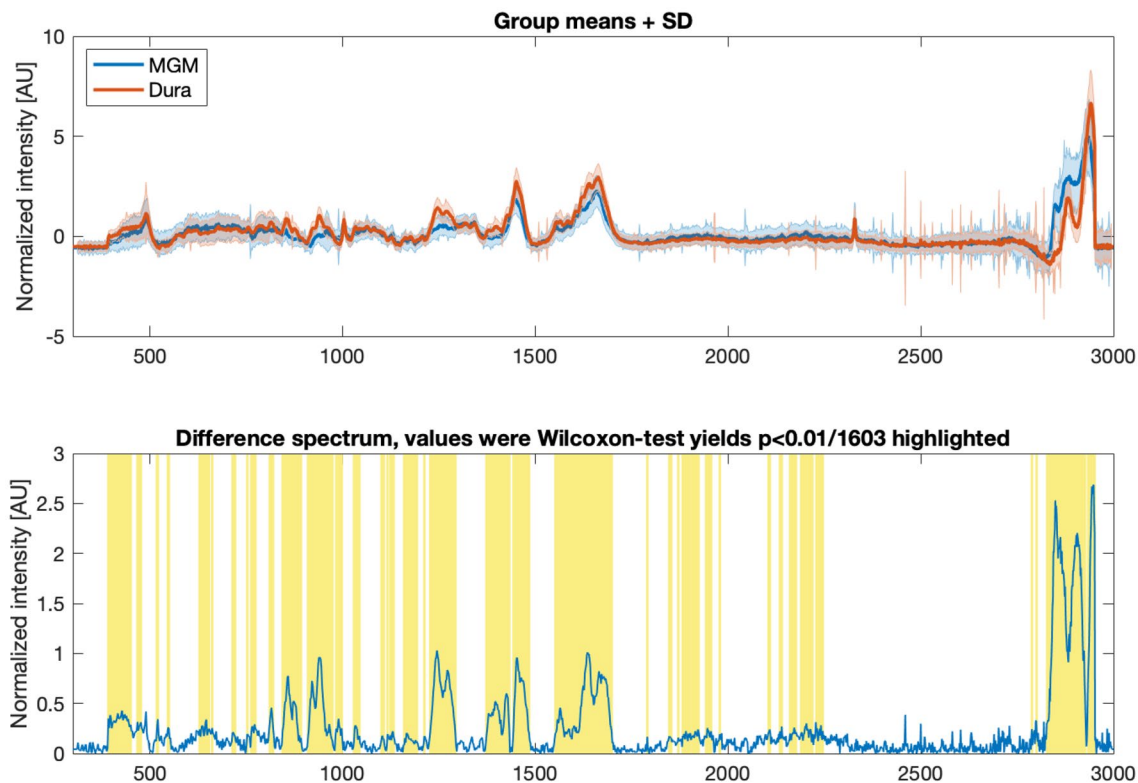 Group means + SD
10
5
0
-5
Normalized intensity [AU]
MGM
Dura
500 1000 1500 2000 2500 3000
Difference spectrum, values were Wilcoxon-test yields p<0.01/1603 highlighted
3
2.5
2
1.5
1
0.5
0
Normalized intensity [AU]
500 1000 1500 2000 2500 3000